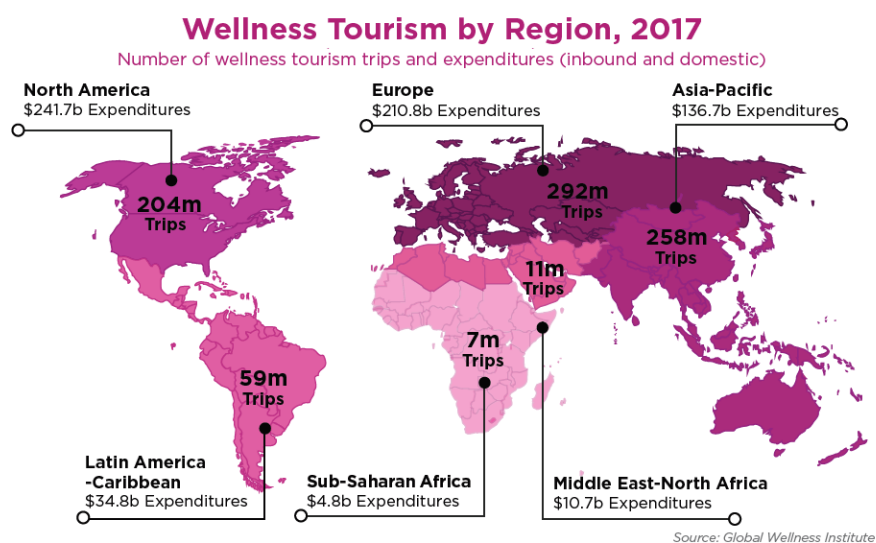 Wellness Tourism by Region, 2017
Number of wellness tourism trips and expenditures (inbound and domestic)
North America
$241.7b Expenditures
Europe
$210.8b Expenditures
Asia-Pacific
$136.7b Expenditures
204m
Trips
292m
Trips
258m
Trips
11m
Trips
7m
Trips
59m
Trips
Latin America
-Caribbean
$34.8b Expenditures
Sub-Saharan Africa
$4.8b Expenditures
Middle East-North Africa
$10.7b Expenditures
Source: Global Wellness Institute